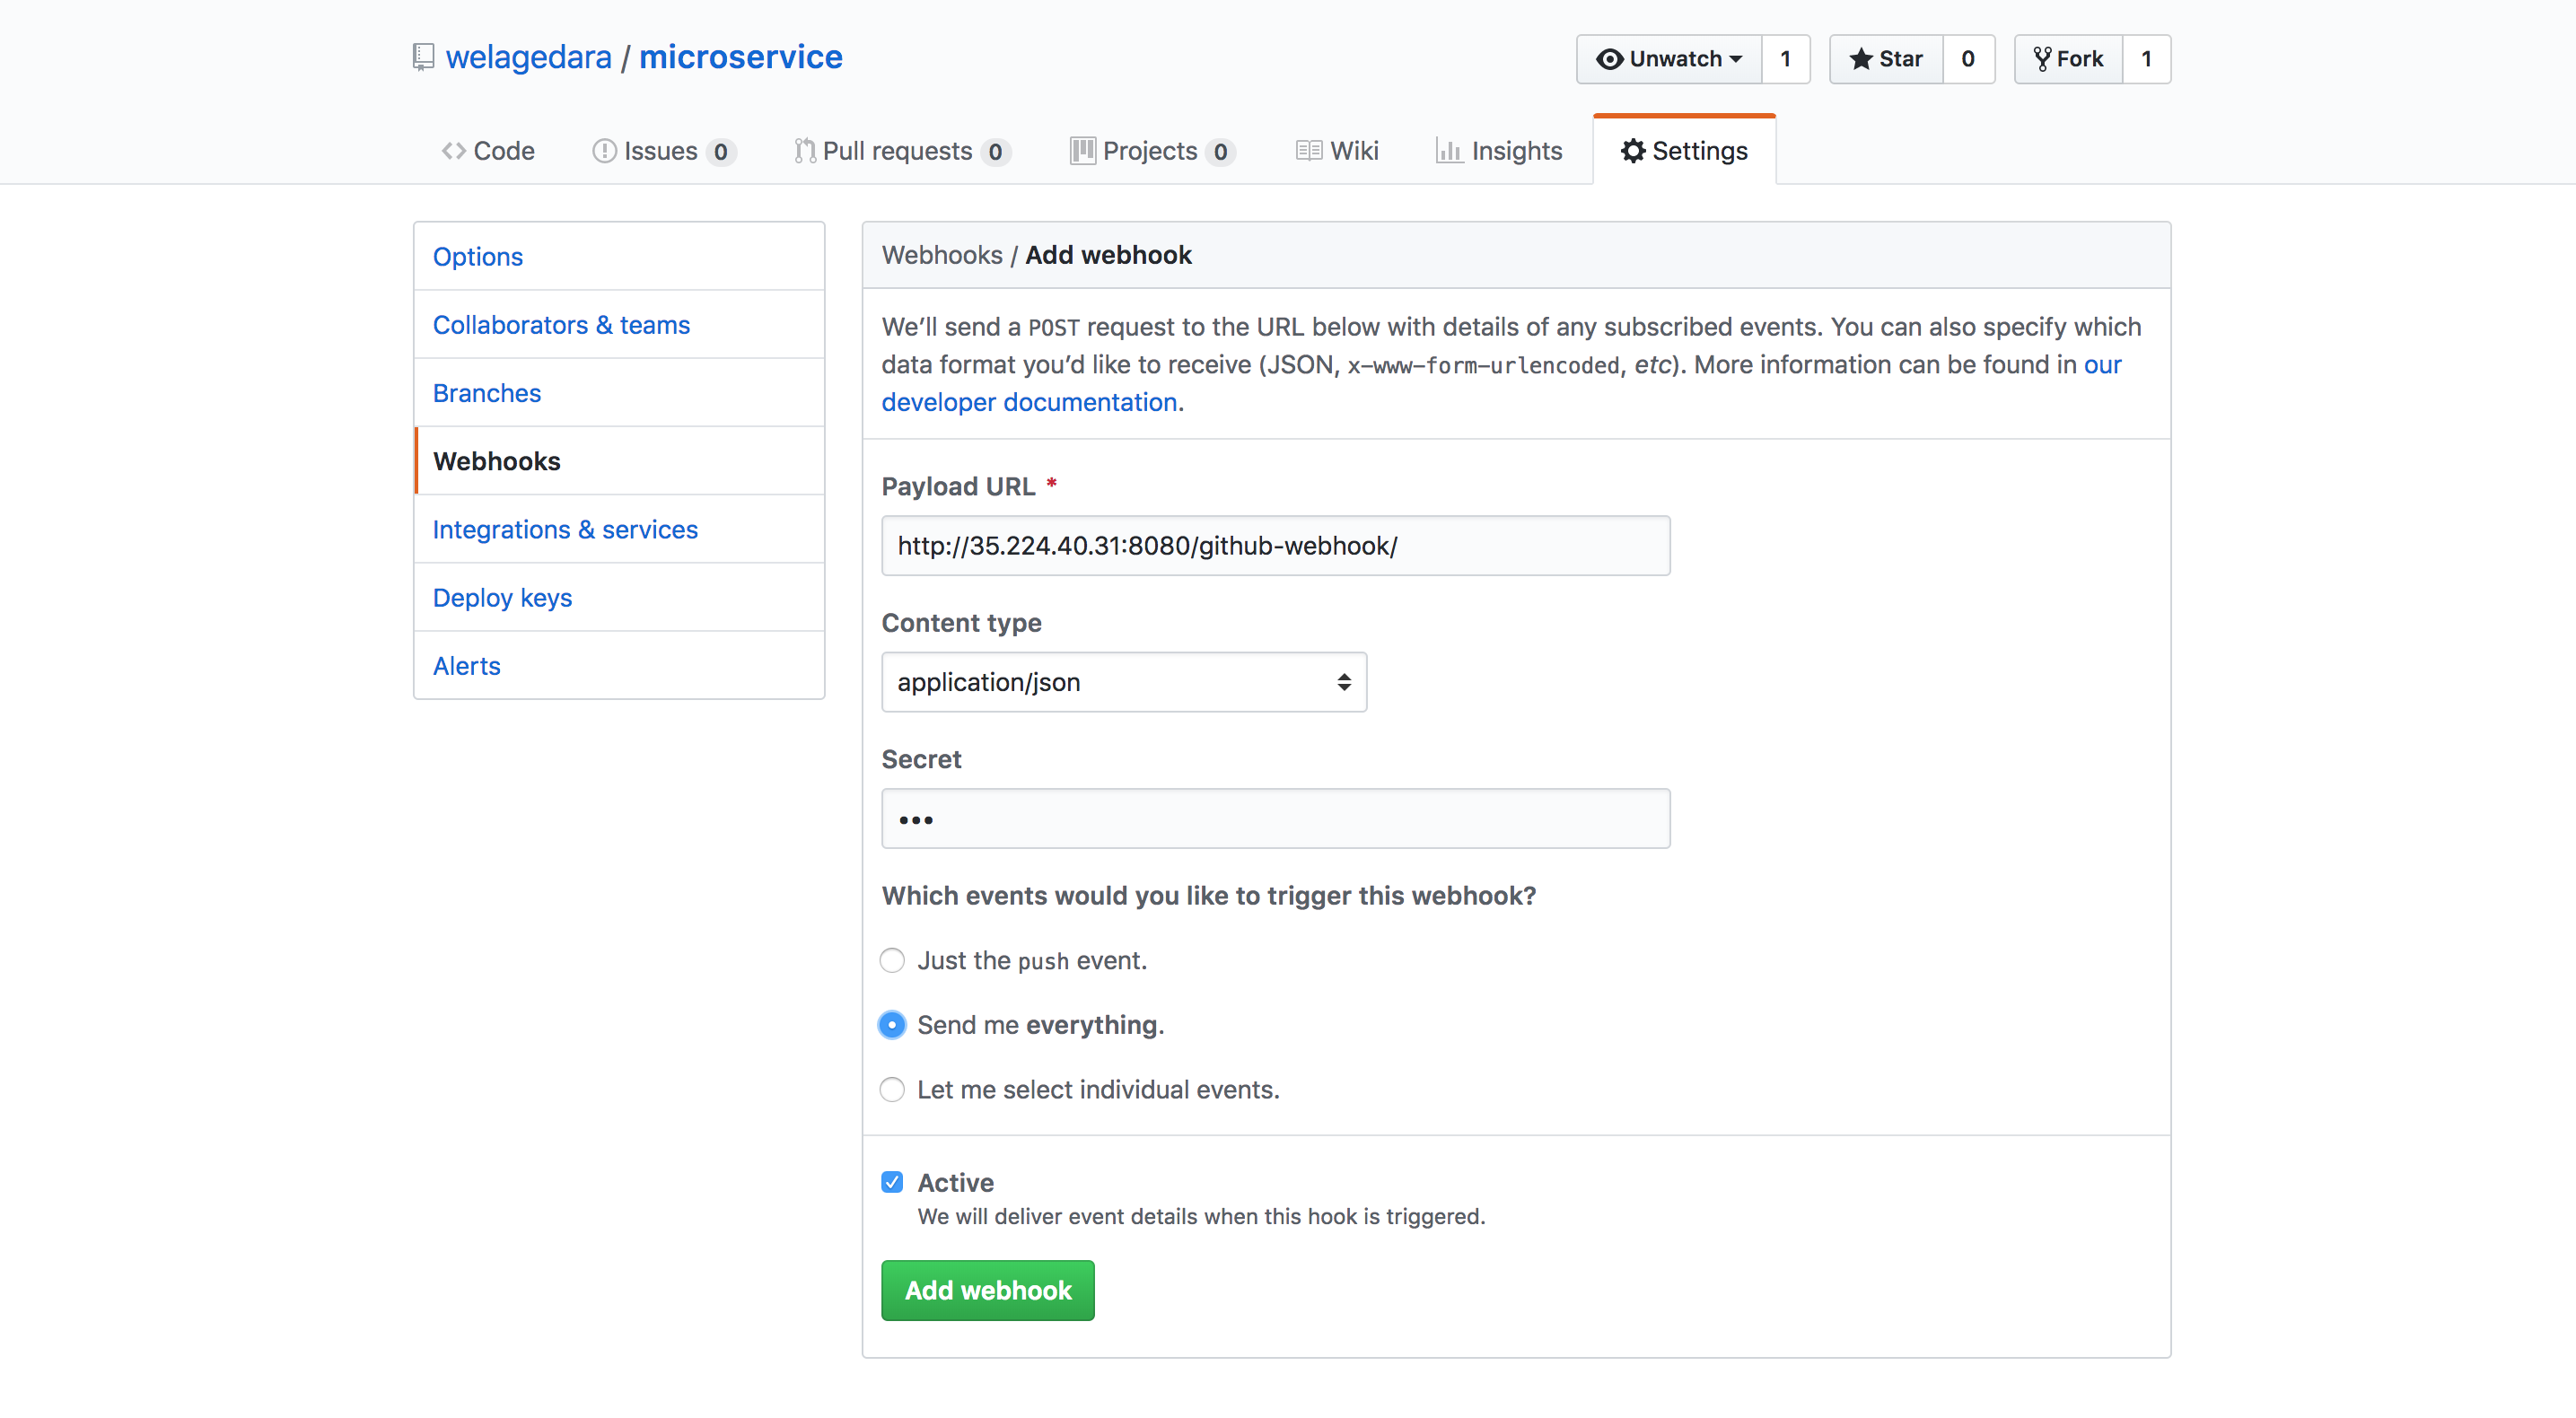 welagedara / microservice
Unwatch 1 Star 0 Fork 1
Code Issues 0 Pull requests 0 Projects 0 Wiki Insights Settings
Options
Collaborators & teams
Branches
Webhooks
Integrations & services
Deploy keys
Alerts
Webhooks / Add webhook
We’ll send a POST request to the URL below with details of any subscribed events. You can also specify which
data format you’d like to receive (JSON, x-www-form-urlencoded, etc). More information can be found in our
developer documentation.
Payload URL *
http://35.224.40.31:8080/github-webhook/
Content type
application/json
Secret
•••
Which events would you like to trigger this webhook?
Just the push event.
Send me everything.
Let me select individual events.
Active
We will deliver event details when this hook is triggered.
Add webhook